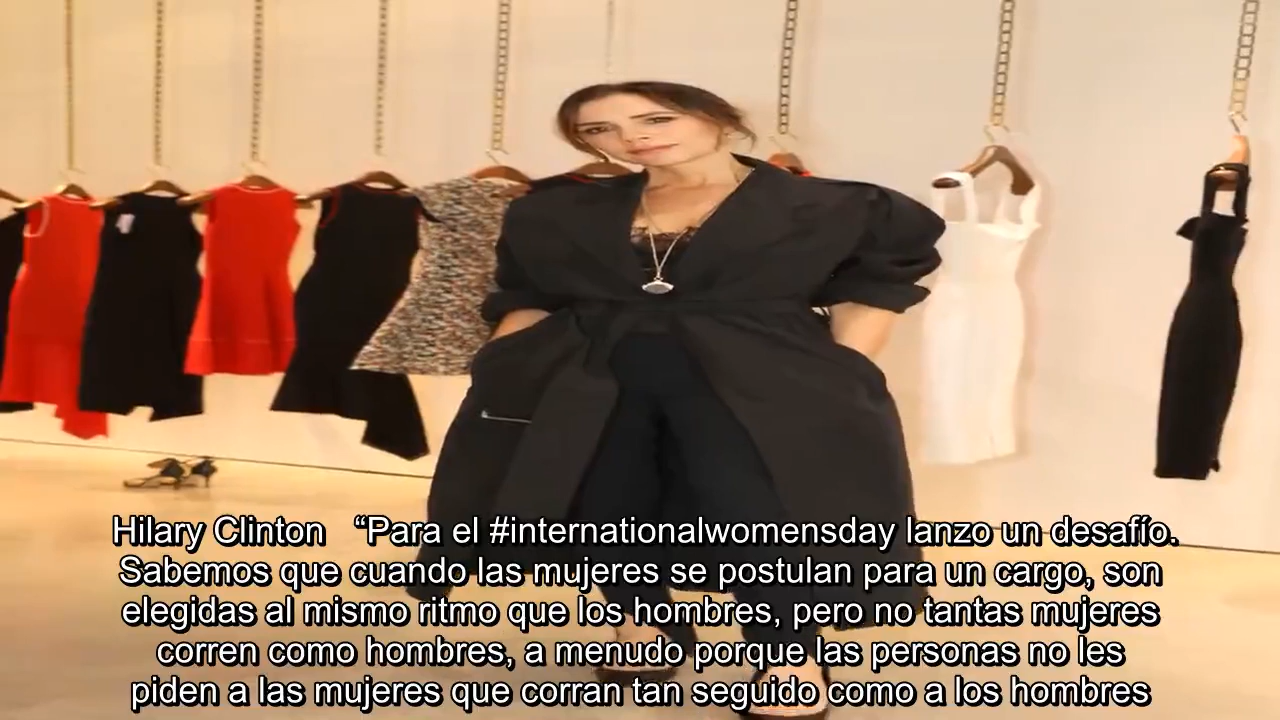 Hilary Clinton “Para el #internationalwomensday lanzo un desafío.
Sabemos que cuando las mujeres se postulan para un cargo, son
elegidas al mismo ritmo que los hombres, pero no tantas mujeres
corren como hombres, a menudo porque las personas no les
piden a las mujeres que corran tan seguido como a los hombres